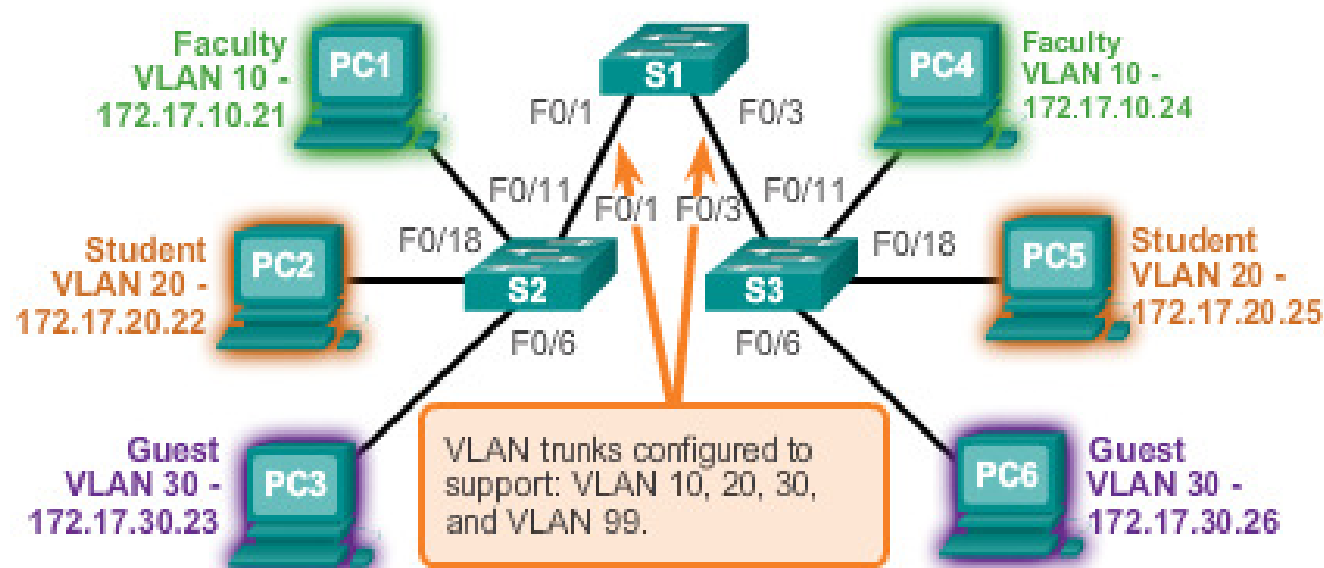 Faculty
VLAN 10 -
172.17.10.21
PC1
S1
PC4
Faculty
VLAN 10 -
172.17.10.24
F0/1
F0/3
F0/11
F0/1
F0/3
F0/11
Student
VLAN 20 -
172.17.20.22
PC2
F0/18
S2
S3
F0/18
PC5
Student
VLAN 20 -
172.17.20.25
F0/6
F0/6
Guest
VLAN 30 -
172.17.30.23
PC3
VLAN trunks configured to
support: VLAN 10, 20, 30,
and VLAN 99.
PC6
Guest
VLAN 30 -
172.17.30.26